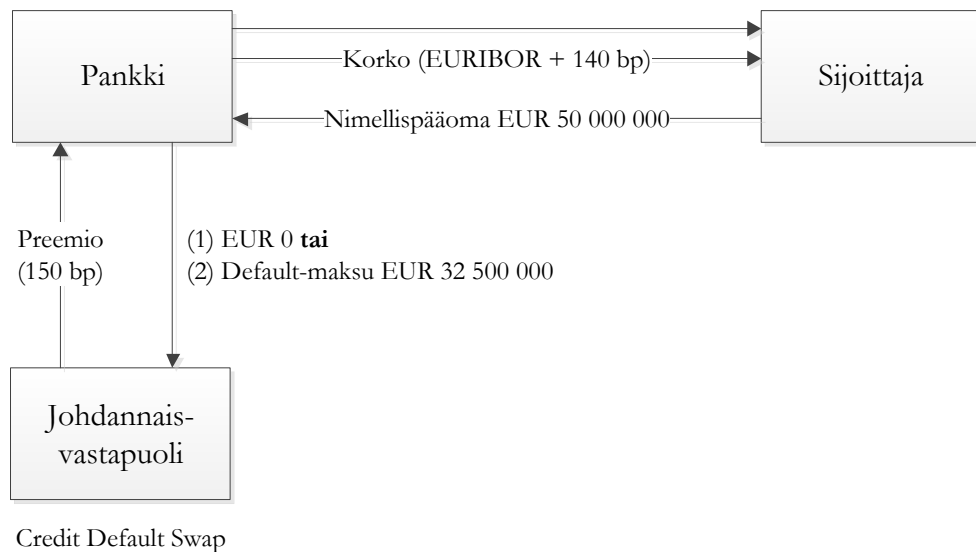 Pankki
Korko (EURIBOR + 140 bp)
Sijoittaja
Nimellispääoma EUR 50 000 000
Preemio
(150 bp)
(1) EUR 0 tai
(2) Default-maksu EUR 32 500 000
Johdannais-
vastapuoli
Credit Default Swap